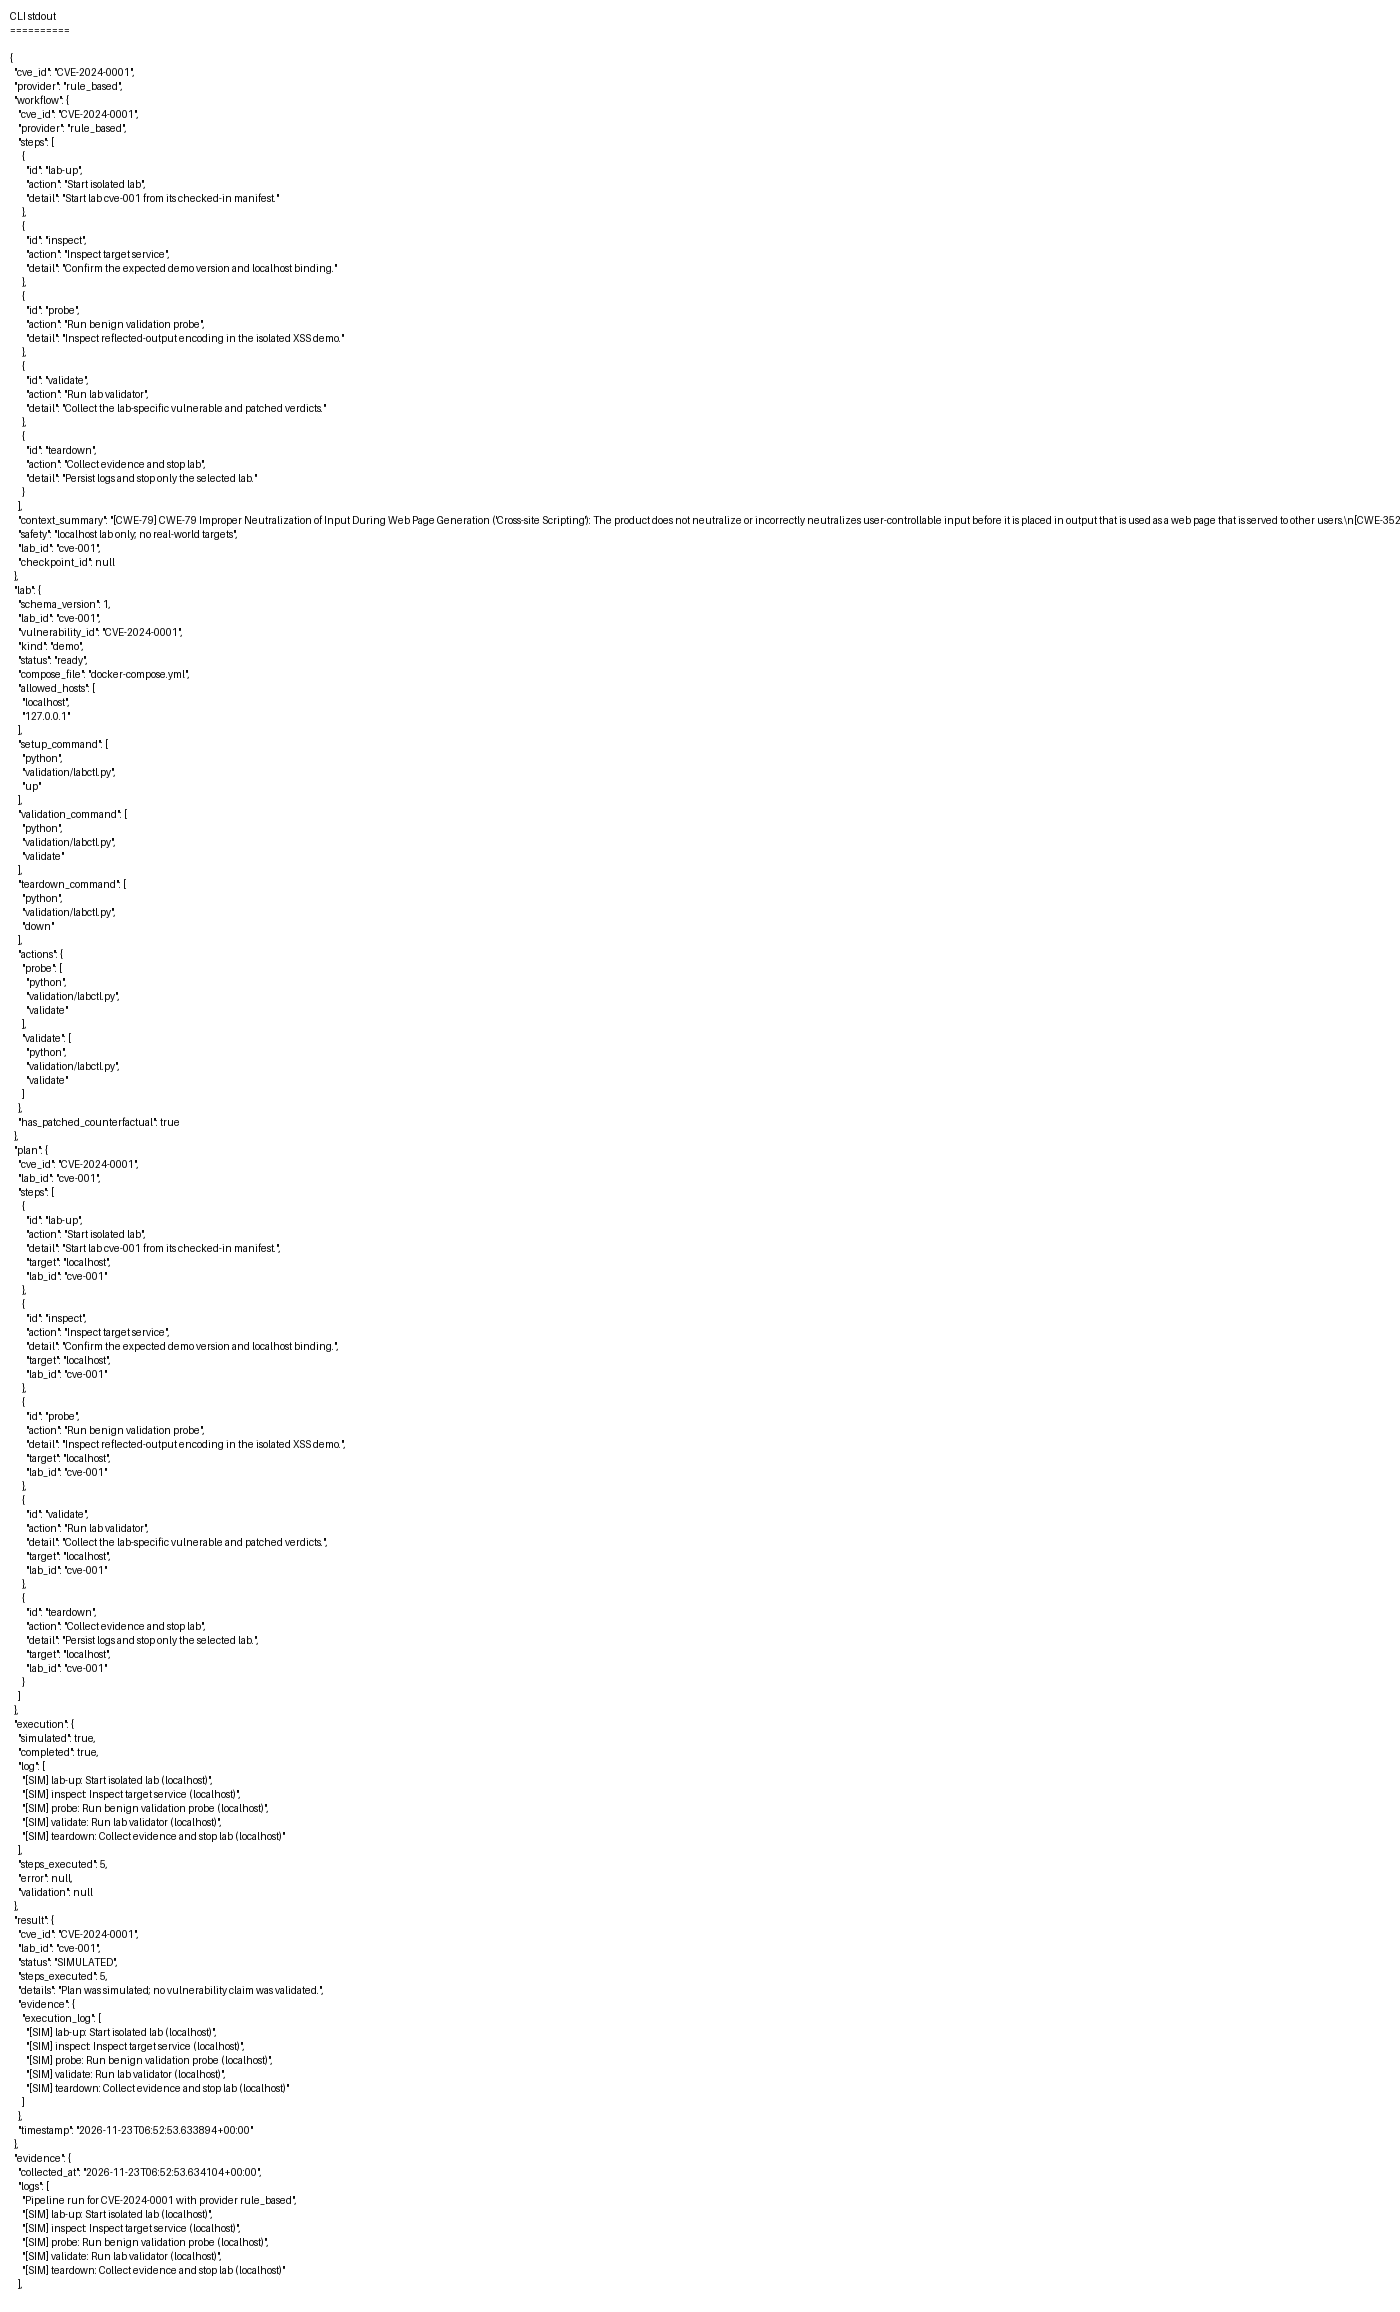 CLI stdout
==========

{
  "cve_id": "CVE-2024-0001",
  "provider": "rule_based",
  "workflow": {
    "cve_id": "CVE-2024-0001",
    "provider": "rule_based",
    "steps": [
      {
        "id": "lab-up",
        "action": "Start isolated lab",
        "detail": "Start lab cve-001 from its checked-in manifest."
      },
      {
        "id": "inspect",
        "action": "Inspect target service",
        "detail": "Confirm the expected demo version and localhost binding."
      },
      {
        "id": "probe",
        "action": "Run benign validation probe",
        "detail": "Inspect reflected-output encoding in the isolated XSS demo."
      },
      {
        "id": "validate",
        "action": "Run lab validator",
        "detail": "Collect the lab-specific vulnerable and patched verdicts."
      },
      {
        "id": "teardown",
        "action": "Collect evidence and stop lab",
        "detail": "Persist logs and stop only the selected lab."
      }
    ],
    "context_summary": "[CWE-79] CWE-79 Improper Neutralization of Input During Web Page Generation ('Cross-site Scripting'): The product does not neutralize or incorrectly neutralizes user-controllable input before it is placed in output that is used as a web page that is served to other users.\n[CWE-352
    "safety": "localhost lab only; no real-world targets",
    "lab_id": "cve-001",
    "checkpoint_id": null
  },
  "lab": {
    "schema_version": 1,
    "lab_id": "cve-001",
    "vulnerability_id": "CVE-2024-0001",
    "kind": "demo",
    "status": "ready",
    "compose_file": "docker-compose.yml",
    "allowed_hosts": [
      "localhost",
      "127.0.0.1"
    ],
    "setup_command": [
      "python",
      "validation/labctl.py",
      "up"
    ],
    "validation_command": [
      "python",
      "validation/labctl.py",
      "validate"
    ],
    "teardown_command": [
      "python",
      "validation/labctl.py",
      "down"
    ],
    "actions": {
      "probe": [
        "python",
        "validation/labctl.py",
        "validate"
      ],
      "validate": [
        "python",
        "validation/labctl.py",
        "validate"
      ]
    },
    "has_patched_counterfactual": true
  },
  "plan": {
    "cve_id": "CVE-2024-0001",
    "lab_id": "cve-001",
    "steps": [
      {
        "id": "lab-up",
        "action": "Start isolated lab",
        "detail": "Start lab cve-001 from its checked-in manifest.",
        "target": "localhost",
        "lab_id": "cve-001"
      },
      {
        "id": "inspect",
        "action": "Inspect target service",
        "detail": "Confirm the expected demo version and localhost binding.",
        "target": "localhost",
        "lab_id": "cve-001"
      },
      {
        "id": "probe",
        "action": "Run benign validation probe",
        "detail": "Inspect reflected-output encoding in the isolated XSS demo.",
        "target": "localhost",
        "lab_id": "cve-001"
      },
      {
        "id": "validate",
        "action": "Run lab validator",
        "detail": "Collect the lab-specific vulnerable and patched verdicts.",
        "target": "localhost",
        "lab_id": "cve-001"
      },
      {
        "id": "teardown",
        "action": "Collect evidence and stop lab",
        "detail": "Persist logs and stop only the selected lab.",
        "target": "localhost",
        "lab_id": "cve-001"
      }
    ]
  },
  "execution": {
    "simulated": true,
    "completed": true,
    "log": [
      "[SIM] lab-up: Start isolated lab (localhost)",
      "[SIM] inspect: Inspect target service (localhost)",
      "[SIM] probe: Run benign validation probe (localhost)",
      "[SIM] validate: Run lab validator (localhost)",
      "[SIM] teardown: Collect evidence and stop lab (localhost)"
    ],
    "steps_executed": 5,
    "error": null,
    "validation": null
  },
  "result": {
    "cve_id": "CVE-2024-0001",
    "lab_id": "cve-001",
    "status": "SIMULATED",
    "steps_executed": 5,
    "details": "Plan was simulated; no vulnerability claim was validated.",
    "evidence": {
      "execution_log": [
        "[SIM] lab-up: Start isolated lab (localhost)",
        "[SIM] inspect: Inspect target service (localhost)",
        "[SIM] probe: Run benign validation probe (localhost)",
        "[SIM] validate: Run lab validator (localhost)",
        "[SIM] teardown: Collect evidence and stop lab (localhost)"
      ]
    },
    "timestamp": "2026-11-23T06:52:53.633894+00:00"
  },
  "evidence": {
    "collected_at": "2026-11-23T06:52:53.634104+00:00",
    "logs": [
      "Pipeline run for CVE-2024-0001 with provider rule_based",
      "[SIM] lab-up: Start isolated lab (localhost)",
      "[SIM] inspect: Inspect target service (localhost)",
      "[SIM] probe: Run benign validation probe (localhost)",
      "[SIM] validate: Run lab validator (localhost)",
      "[SIM] teardown: Collect evidence and stop lab (localhost)"
    ],